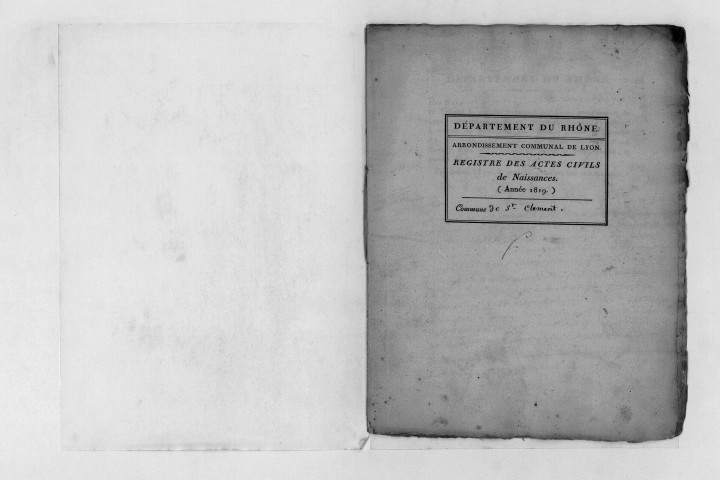 DÉPARTEMENT DU RHÔNE.
ARRONDISSEMENT COMMUNAL DE LYON.
REGISTRE DES ACTES CIVILS
de Naissances.
( Année 1819. )
Commune de St. Clement.